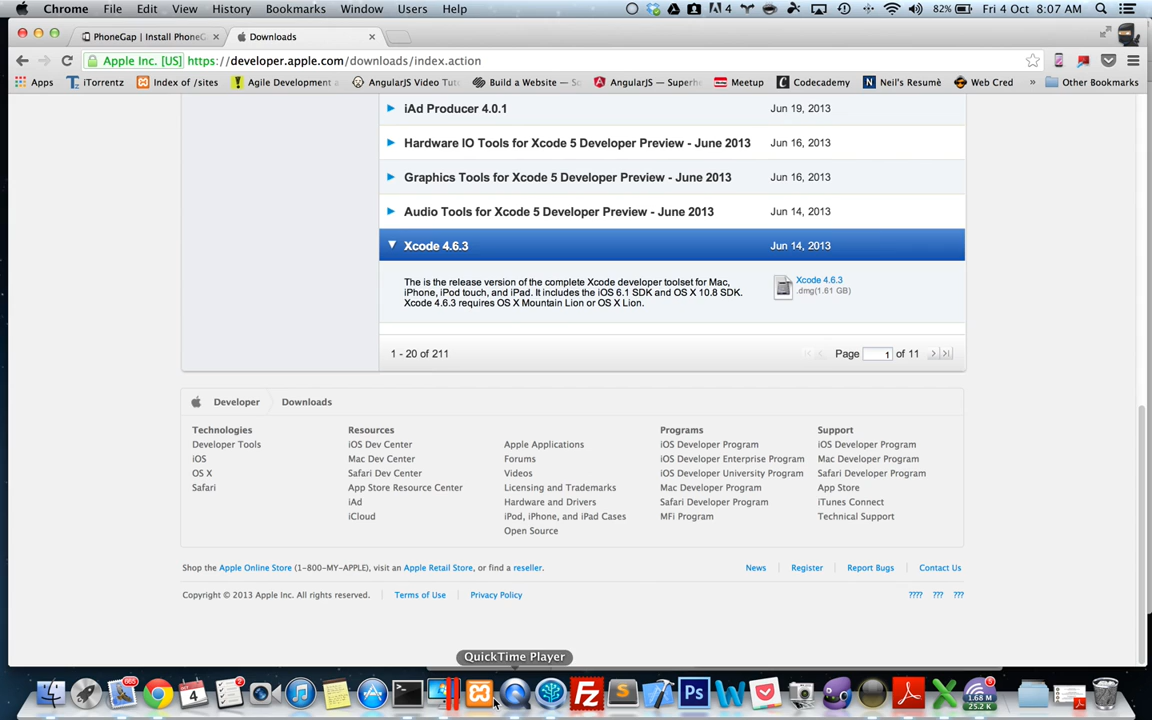 Chrome File Edit View History Bookmarks Window Users Help 4 82% Fri 4 Oct 8:07 AM
PhoneGap | Install PhoneG Downloads
Apple Inc. [US] https://developer.apple.com/downloads/index.action
Apps iTorrentz Index of /sites Agile Development AngularJS Video Tut Build a Website — S AngularJS — Superh Meetup Codecademy Neil's Resumè Web Cred » Other Bookmarks
iAd Producer 4.0.1 Jun 19, 2013
Hardware IO Tools for Xcode 5 Developer Preview - June 2013 Jun 16, 2013
Graphics Tools for Xcode 5 Developer Preview - June 2013 Jun 16, 2013
Audio Tools for Xcode 5 Developer Preview - June 2013 Jun 14, 2013
Xcode 4.6.3 Jun 14, 2013
The is the release version of the complete Xcode developer toolset for Mac, Xcode 4.6.3
iPhone, iPod touch, and iPad. It includes the iOS 6.1 SDK and OS X 10.8 SDK. .dmg(1.61 GB)
Xcode 4.6.3 requires OS X Mountain Lion or OS X Lion.
1 - 20 of 211 Page 1 of 11
Developer Downloads
Technologies Resources Programs Support
Developer Tools iOS Dev Center Apple Applications iOS Developer Program iOS Developer Program
iOS Mac Dev Center Forums iOS Developer Enterprise Program Mac Developer Program
OS X Safari Dev Center Videos iOS Developer University Program Safari Developer Program
Safari App Store Resource Center Licensing and Trademarks Mac Developer Program App Store
iAd Hardware and Drivers Safari Developer Program iTunes Connect
iCloud iPod, iPhone, and iPad Cases MFi Program Technical Support
Open Source
Shop the Apple Online Store (1-800-MY-APPLE), visit an Apple Retail Store, or find a reseller. News Register Report Bugs Contact Us
Copyright © 2013 Apple Inc. All rights reserved. Terms of Use Privacy Policy ???? ??? ???
QuickTime Player
665 4 2 Fz S Ps W X 1.68 M
25.2 K